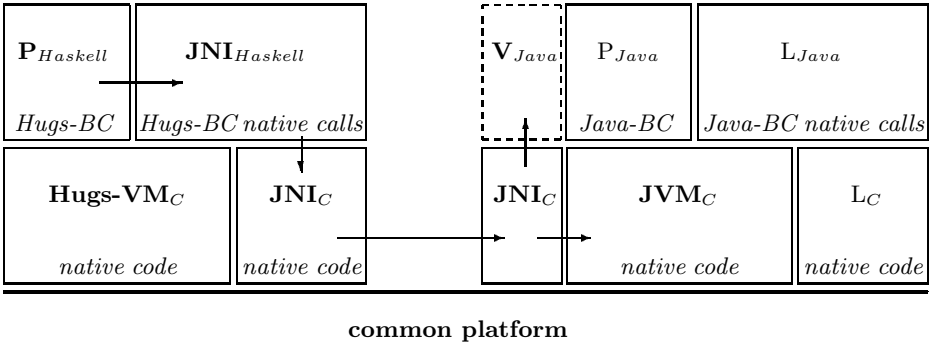 P_Haskell JNI_Haskell V_Java P_Java L_Java
Hugs-BC Hugs-BC native calls Java-BC Java-BC native calls
Hugs-VM_C JNI_C JNI_C JVM_C L_C
native code native code native code native code
common platform